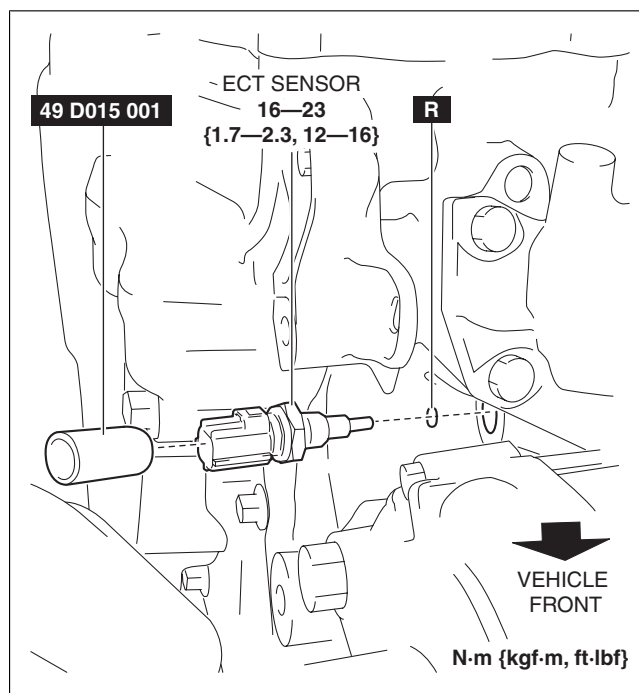 49 D015 001
ECT SENSOR
16—23
{1.7—2.3, 12—16}
R
VEHICLE
FRONT
N·m {kgf·m, ft·lbf}